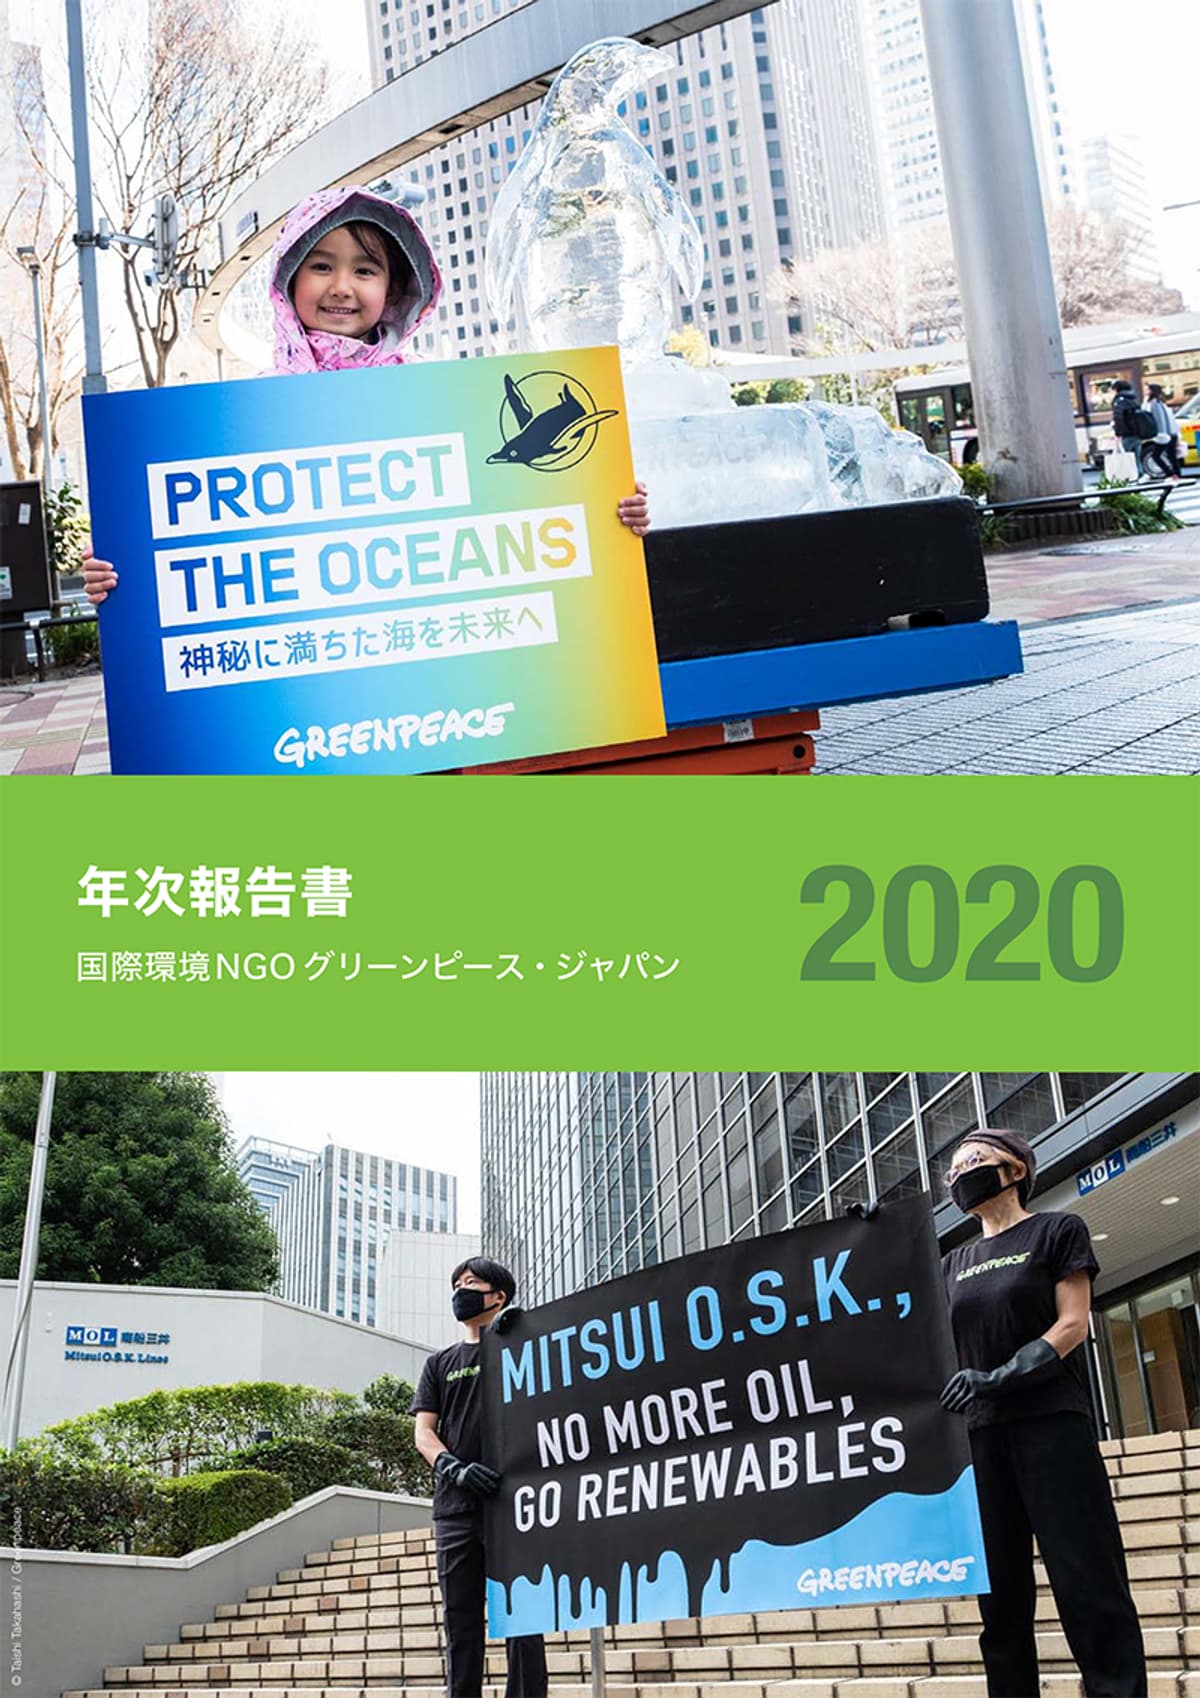 PROTECT
THE OCEANS
神秘に満ちた海を未来へ
GREENPEACE
年次報告書
国際環境NGO グリーンピース・ジャパン
2020
MOL 商船三井
MOL 商船三井
Mitsui O.S.K. Lines
GREENPEACE
MITSUI O.S.K.,
NO MORE OIL,
GO RENEWABLES
GREENPEACE
© Taishi Takahashi / Greenpeace